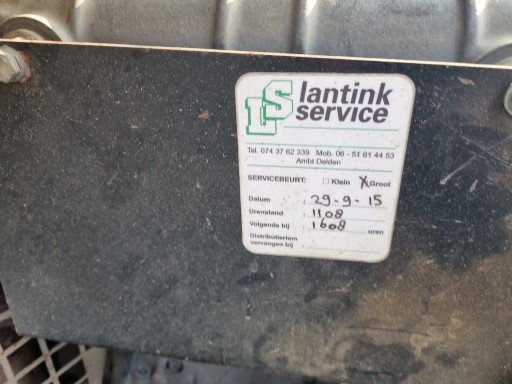 LS lantink
service
Tel. 074 37 62 339 Mob. 06 - 51 61 44 53
Ambt Delden
SERVICEBEURT: ☐ Klein X Groot
Datum : 29-9-15
Urenstand : 1108
Volgende bij : 1608 uren
Distributieriem
vervangen bij :